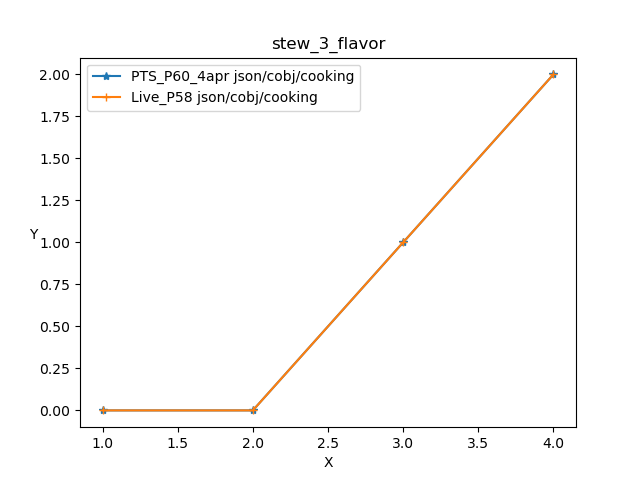 stew_3_flavor
PTS_P60_4apr json/cobj/cooking
Live_P58 json/cobj/cooking
2.00
1.75
1.50
1.25
Y
1.00
0.75
0.50
0.25
0.00
1.0 1.5 2.0 2.5 3.0 3.5 4.0
X